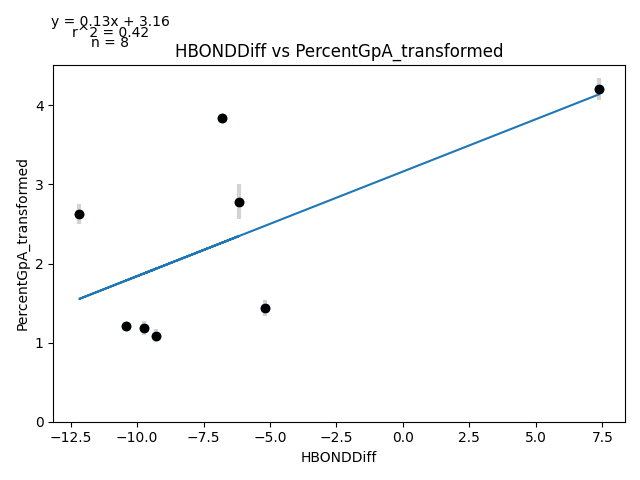 y = 0.13x + 3.16
r^2 = 0.42
n = 8
HBONDDiff vs PercentGpA_transformed
PercentGpA_transformed
4
3
2
1
0
−12.5 −10.0 −7.5 −5.0 −2.5 0.0 2.5 5.0 7.5
HBONDDiff